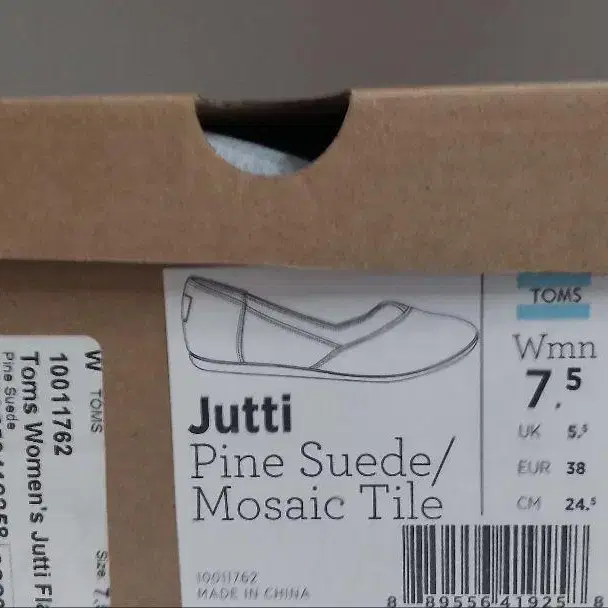 TOMS
Wmn
7.5
UK 5.5
EUR 38
CM 24.5
Jutti
Pine Suede/
Mosaic Tile
10011762
MADE IN CHINA
8 89556 41925 8
W TOMS
10011762
Toms Women's Jutti
Pine Suede
Size